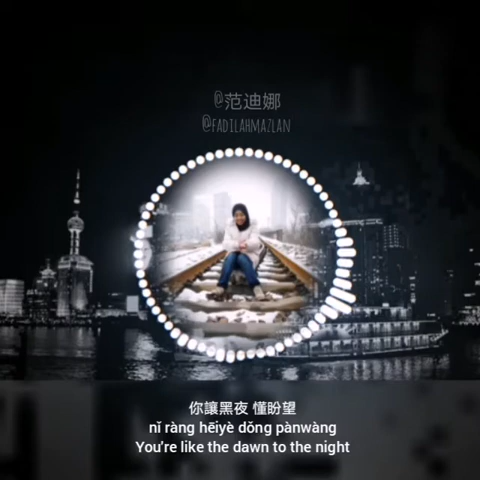 @范迪娜
@FADILAHMAZLAN
你讓黑夜 懂盼望
nǐ ràng hēiyè dǒng pànwàng
You're like the dawn to the night